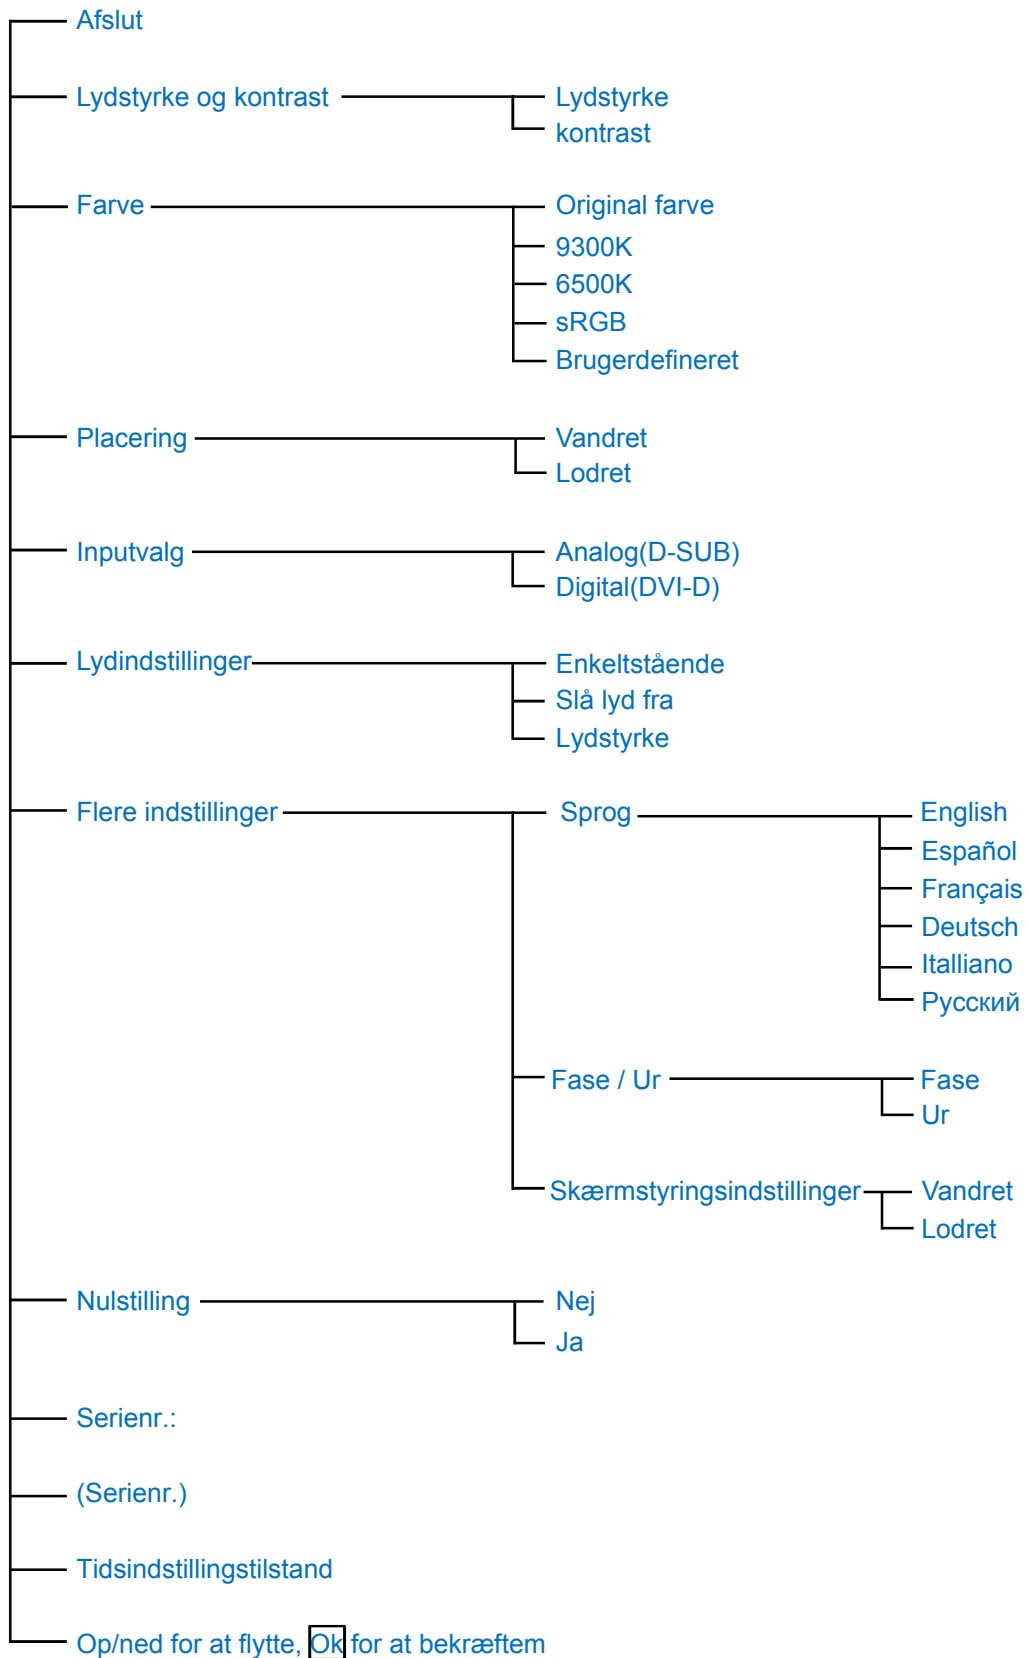 Afslut
Lydstyrke og kontrast
Lydstyrke
kontrast
Farve
Original farve
9300K
6500K
sRGB
Brugerdefineret
Placering
Vandret
Lodret
Inputvalg
Analog(D-SUB)
Digital(DVI-D)
Lydindstillinger
Enkeltstående
Slå lyd fra
Lydstyrke
Flere indstillinger
Sprog
English
Español
Français
Deutsch
Italliano
Русский
Fase / Ur
Fase
Ur
Skærmstyringsindstillinger
Vandret
Lodret
Nulstilling
Nej
Ja
Serienr.:
(Serienr.)
Tidsindstillingstilstand
Op/ned for at flytte, Ok for at bekræftem